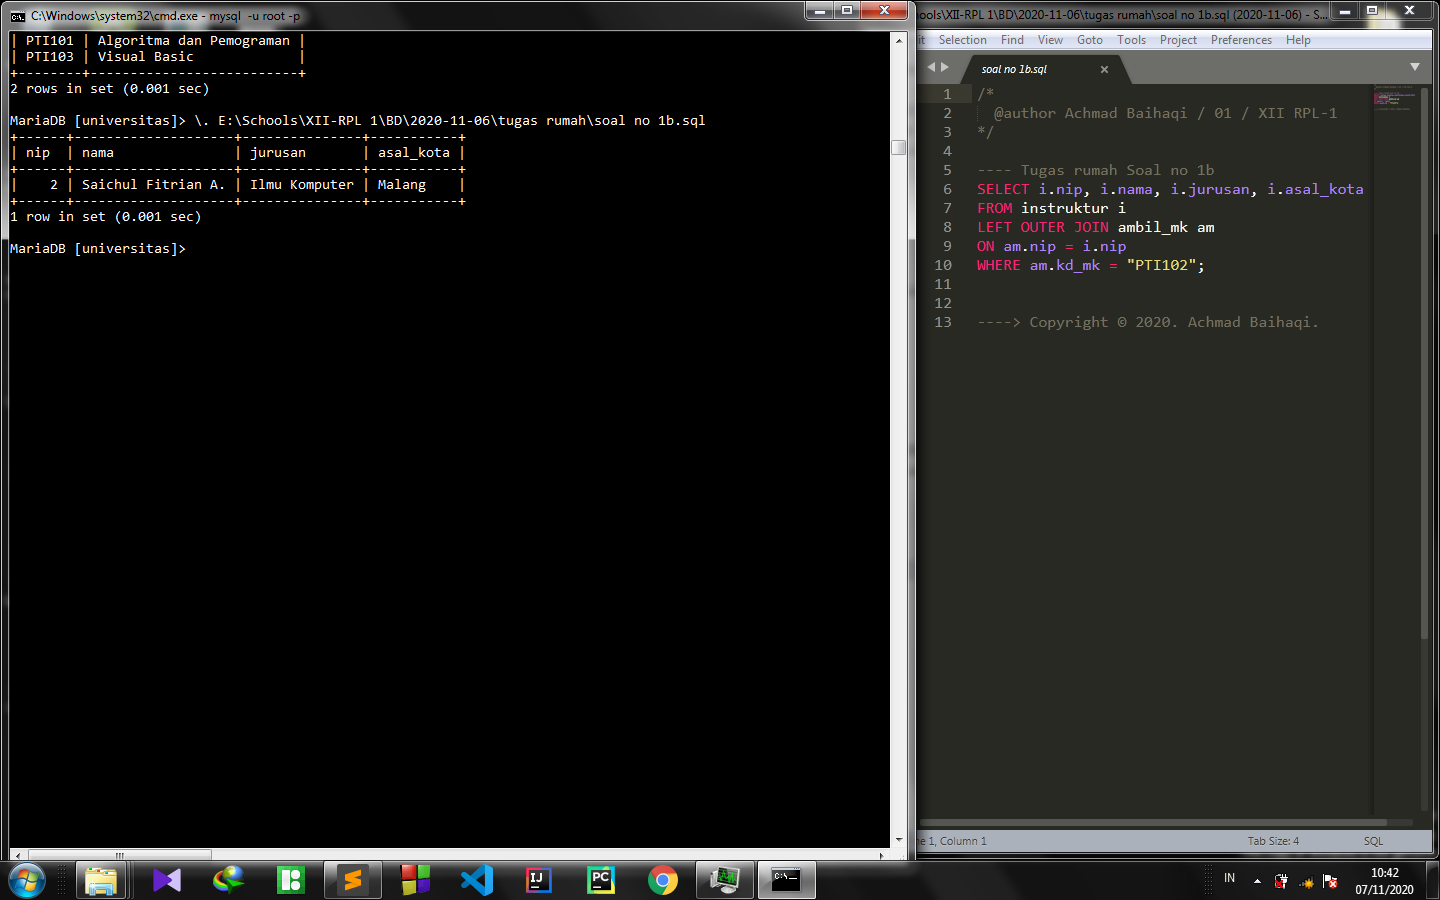 C:\Windows\system32\cmd.exe - mysql  -u root -p
| PTI101 | Algoritma dan Pemograman |
| PTI103 | Visual Basic             |
+--------+--------------------------+
2 rows in set (0.001 sec)
MariaDB [universitas]> \. E:\Schools\XII-RPL 1\BD\2020-11-06\tugas rumah\soal no 1b.sql
+------+--------------------+---------------+-----------+
| nip  | nama               | jurusan       | asal_kota |
+------+--------------------+---------------+-----------+
|    2 | Saichul Fitrian A. | Ilmu Komputer | Malang    |
+------+--------------------+---------------+-----------+
1 row in set (0.001 sec)
MariaDB [universitas]>
ools\XII-RPL 1\BD\2020-11-06\tugas rumah\soal no 1b.sql (2020-11-06) - S...
it Selection Find View Goto Tools Project Preferences Help
soal no 1b.sql
1 /*
2 @author Achmad Baihaqi / 01 / XII RPL-1
3 */
4
5 ---- Tugas rumah Soal no 1b
6 SELECT i.nip, i.nama, i.jurusan, i.asal_kota
7 FROM instruktur i
8 LEFT OUTER JOIN ambil_mk am
9 ON am.nip = i.nip
10 WHERE am.kd_mk = "PTI102";
11
12
13 ----> Copyright © 2020. Achmad Baihaqi.
e 1, Column 1
Tab Size: 4
SQL
IJ
PC
C:\_
IN
10:42
07/11/2020